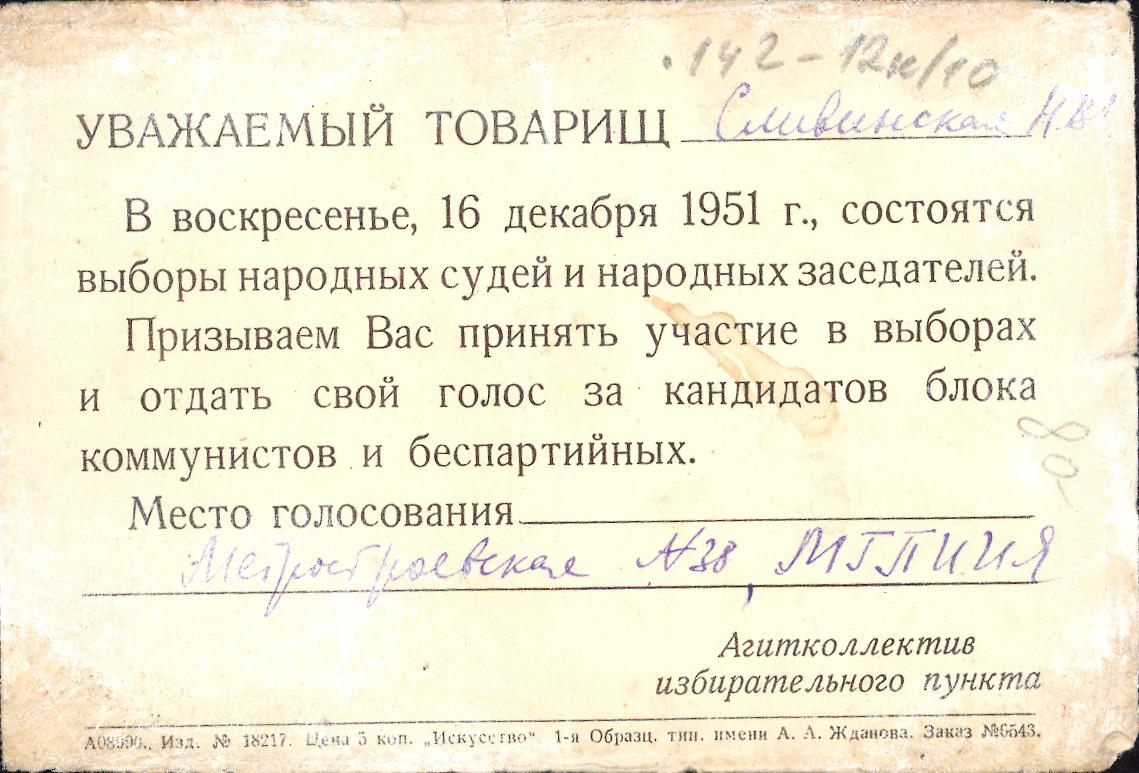 142-12к/10
УВАЖАЕМЫЙ ТОВАРИЩ Сливинская Н.В.
В воскресенье, 16 декабря 1951 г., состоятся
выборы народных судей и народных заседателей.
Призываем Вас принять участие в выборах
и отдать свой голос за кандидатов блока
коммунистов и беспартийных.
Место голосования
Метростроевская №38, МГПИИЯ
Агитколлектив
избирательного пункта
Изд. № 18217. Цена 5 коп. „Искусство“. 1-я Образц. тип. имени А. А. Жданова. Заказ №6543.